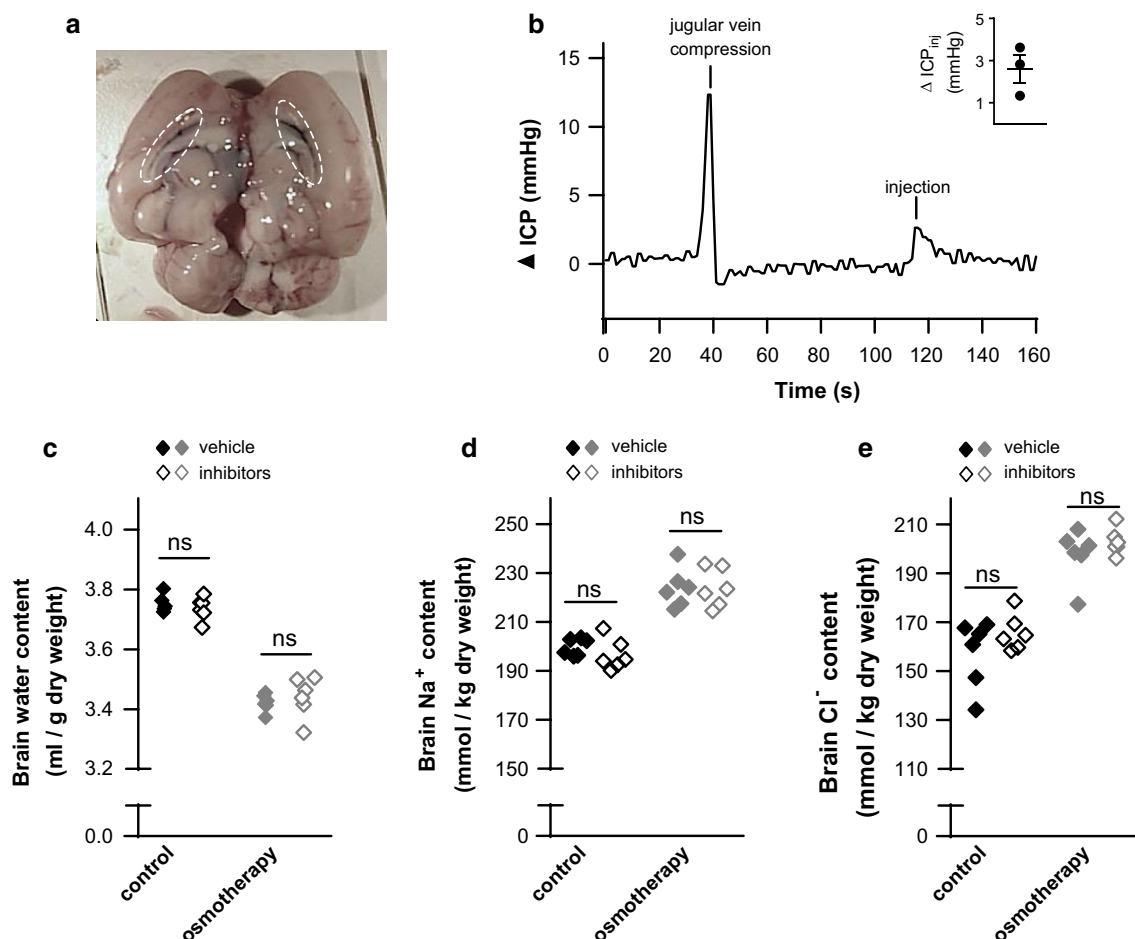 a
b
jugular vein
compression
15
10
5
0
▲ ICP (mmHg)
injection
0 20 40 60 80 100 120 140 160
Time (s)
Δ ICPinj
(mmHg)
5
3
1
c
vehicle
inhibitors
Brain water content
(ml / g dry weight)
4.0
3.8
3.6
3.4
3.2
0.0
ns
ns
control
osmotherapy
d
vehicle
inhibitors
Brain Na⁺ content
(mmol / kg dry weight)
250
230
210
190
170
150
0
ns
ns
control
osmotherapy
e
vehicle
inhibitors
Brain Cl⁻ content
(mmol / kg dry weight)
210
190
170
150
130
110
0
ns
ns
control
osmotherapy